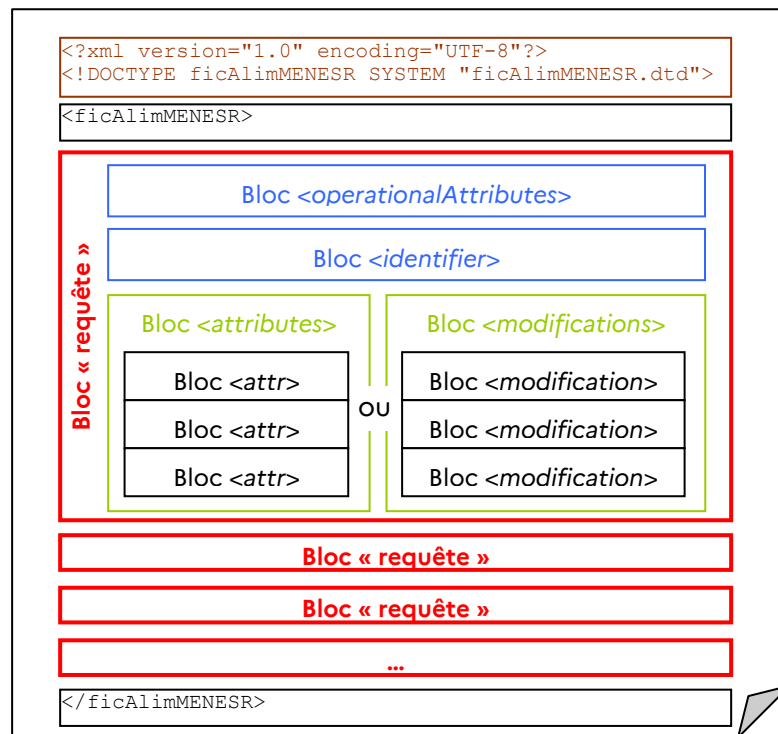 <?xml version="1.0" encoding="UTF-8"?>
<!DOCTYPE ficAlimMENESR SYSTEM "ficAlimMENESR.dtd">
<ficAlimMENESR>
Bloc « requête »
Bloc <operationalAttributes>
Bloc <identifier>
Bloc <attributes>
Bloc <attr>
Bloc <attr>
Bloc <attr>
ou
Bloc <modifications>
Bloc <modification>
Bloc <modification>
Bloc <modification>
Bloc « requête »
Bloc « requête »
...
</ficAlimMENESR>